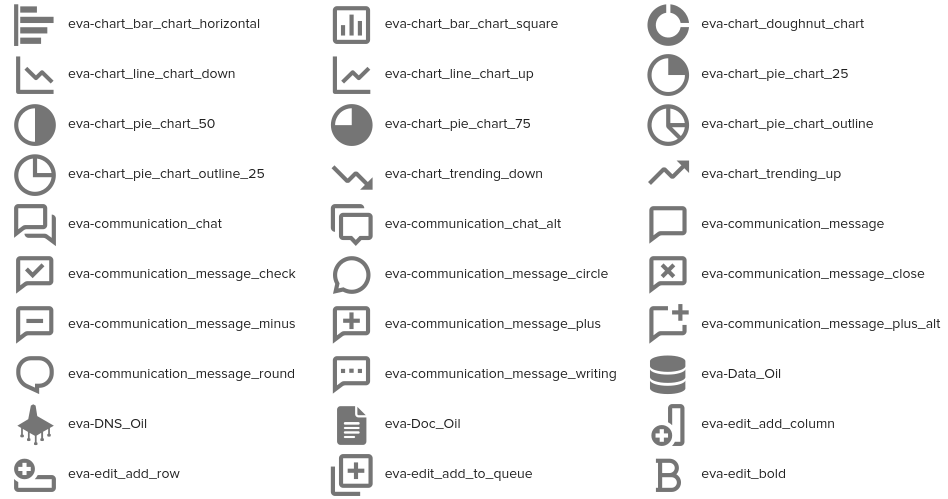 eva-chart_bar_chart_horizontal
eva-chart_bar_chart_square
eva-chart_doughnut_chart
eva-chart_line_chart_down
eva-chart_line_chart_up
eva-chart_pie_chart_25
eva-chart_pie_chart_50
eva-chart_pie_chart_75
eva-chart_pie_chart_outline
eva-chart_pie_chart_outline_25
eva-chart_trending_down
eva-chart_trending_up
eva-communication_chat
eva-communication_chat_alt
eva-communication_message
eva-communication_message_check
eva-communication_message_circle
eva-communication_message_close
eva-communication_message_minus
eva-communication_message_plus
eva-communication_message_plus_alt
eva-communication_message_round
eva-communication_message_writing
eva-Data_Oil
eva-DNS_Oil
eva-Doc_Oil
eva-edit_add_column
eva-edit_add_row
eva-edit_add_to_queue
eva-edit_bold